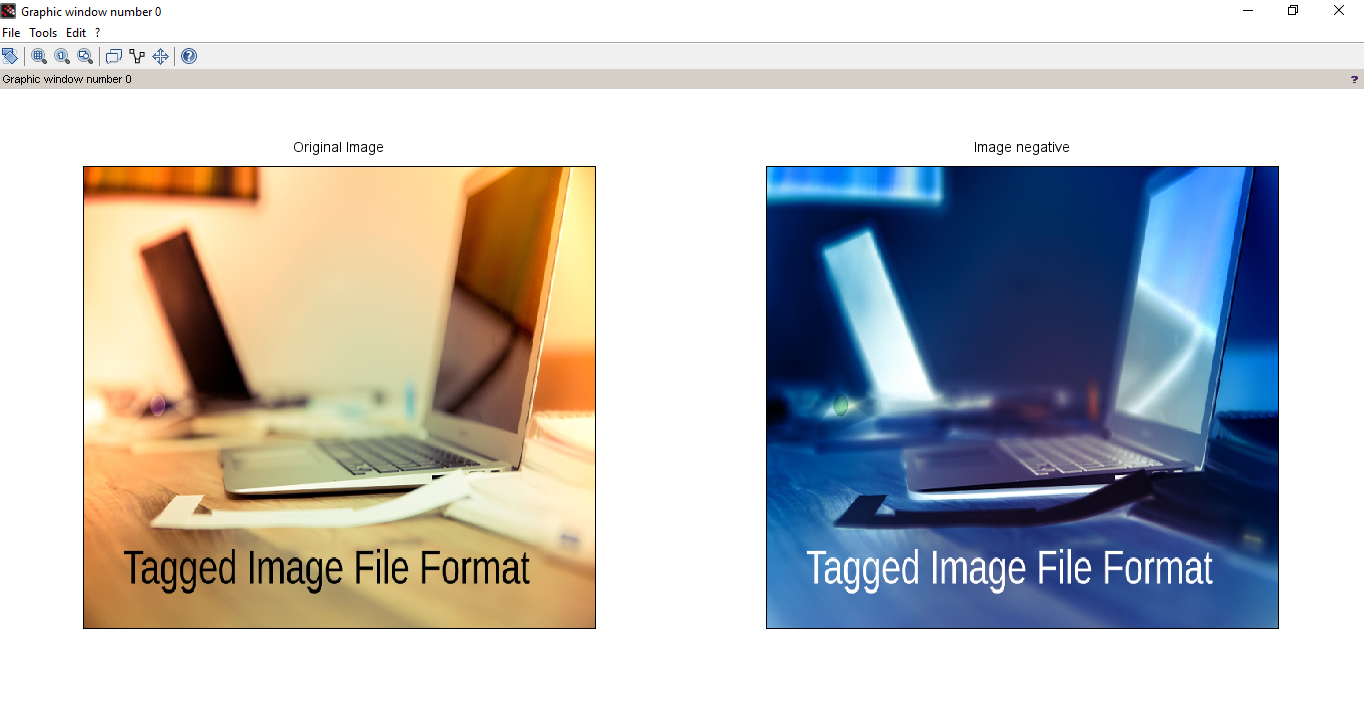 Graphic window number 0
File Tools Edit ?
Graphic window number 0 ?
Original Image
Image negative
Tagged Image File Format
Tagged Image File Format